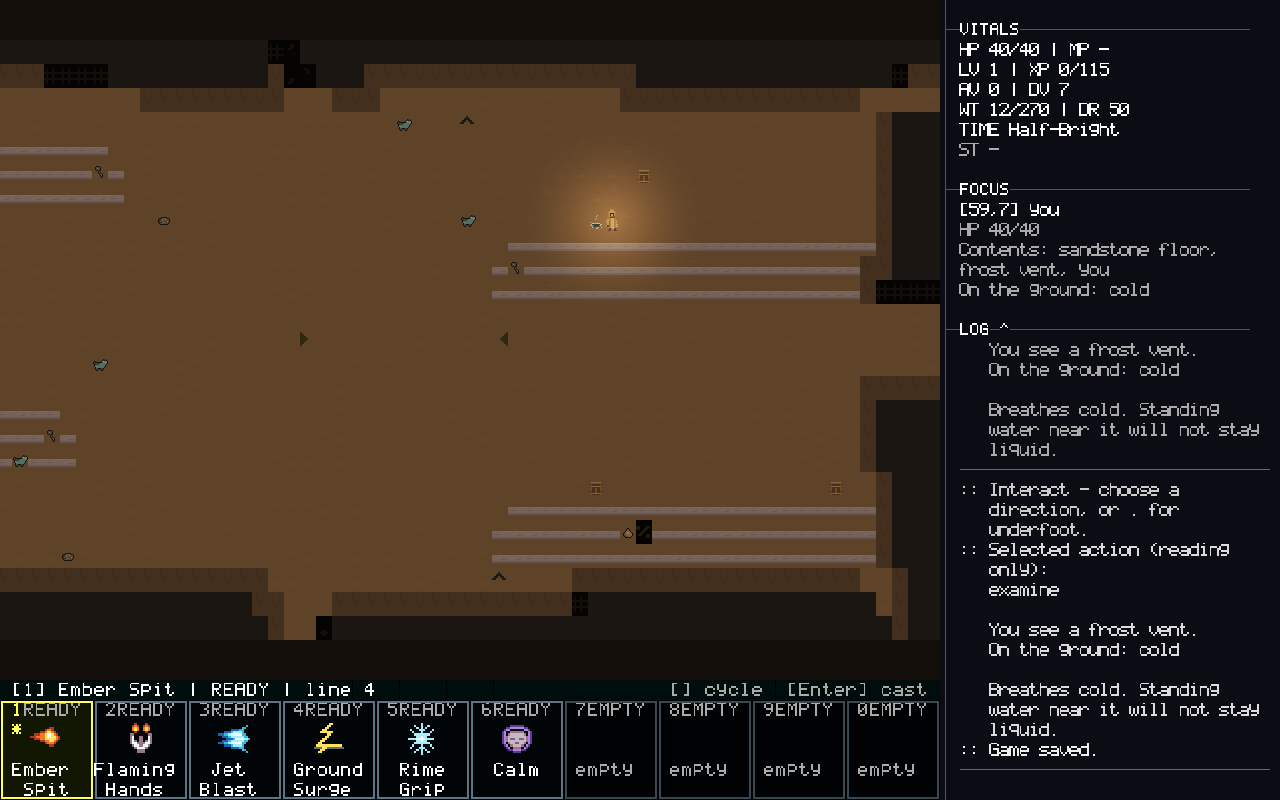 VITALS
HP 40/40 | MP -
LV 1 | XP 0/115
AV 0 | DV 7
WT 12/270 | DR 50
TIME Half-Bright
ST -
FOCUS
[59,7] You
HP 40/40
Contents: sandstone floor,
frost vent, You
On the ground: cold
LOG ^
You see a frost vent.
On the ground: cold
Breathes cold. Standing
water near it will not stay
liquid.
:: Interact - choose a
direction, or . for
underfoot.
:: Selected action (reading
only):
examine
You see a frost vent.
On the ground: cold
Breathes cold. Standing
water near it will not stay
liquid.
:: Game saved.
[1] Ember Spit | READY | line 4
[] cycle [Enter] cast
1READY
*
Ember
Spit
2READY
Flaming
Hands
3READY
Jet
Blast
4READY
Ground
Surge
5READY
Rime
Grip
6READY
Calm
7EMPTY
empty
8EMPTY
empty
9EMPTY
empty
0EMPTY
empty